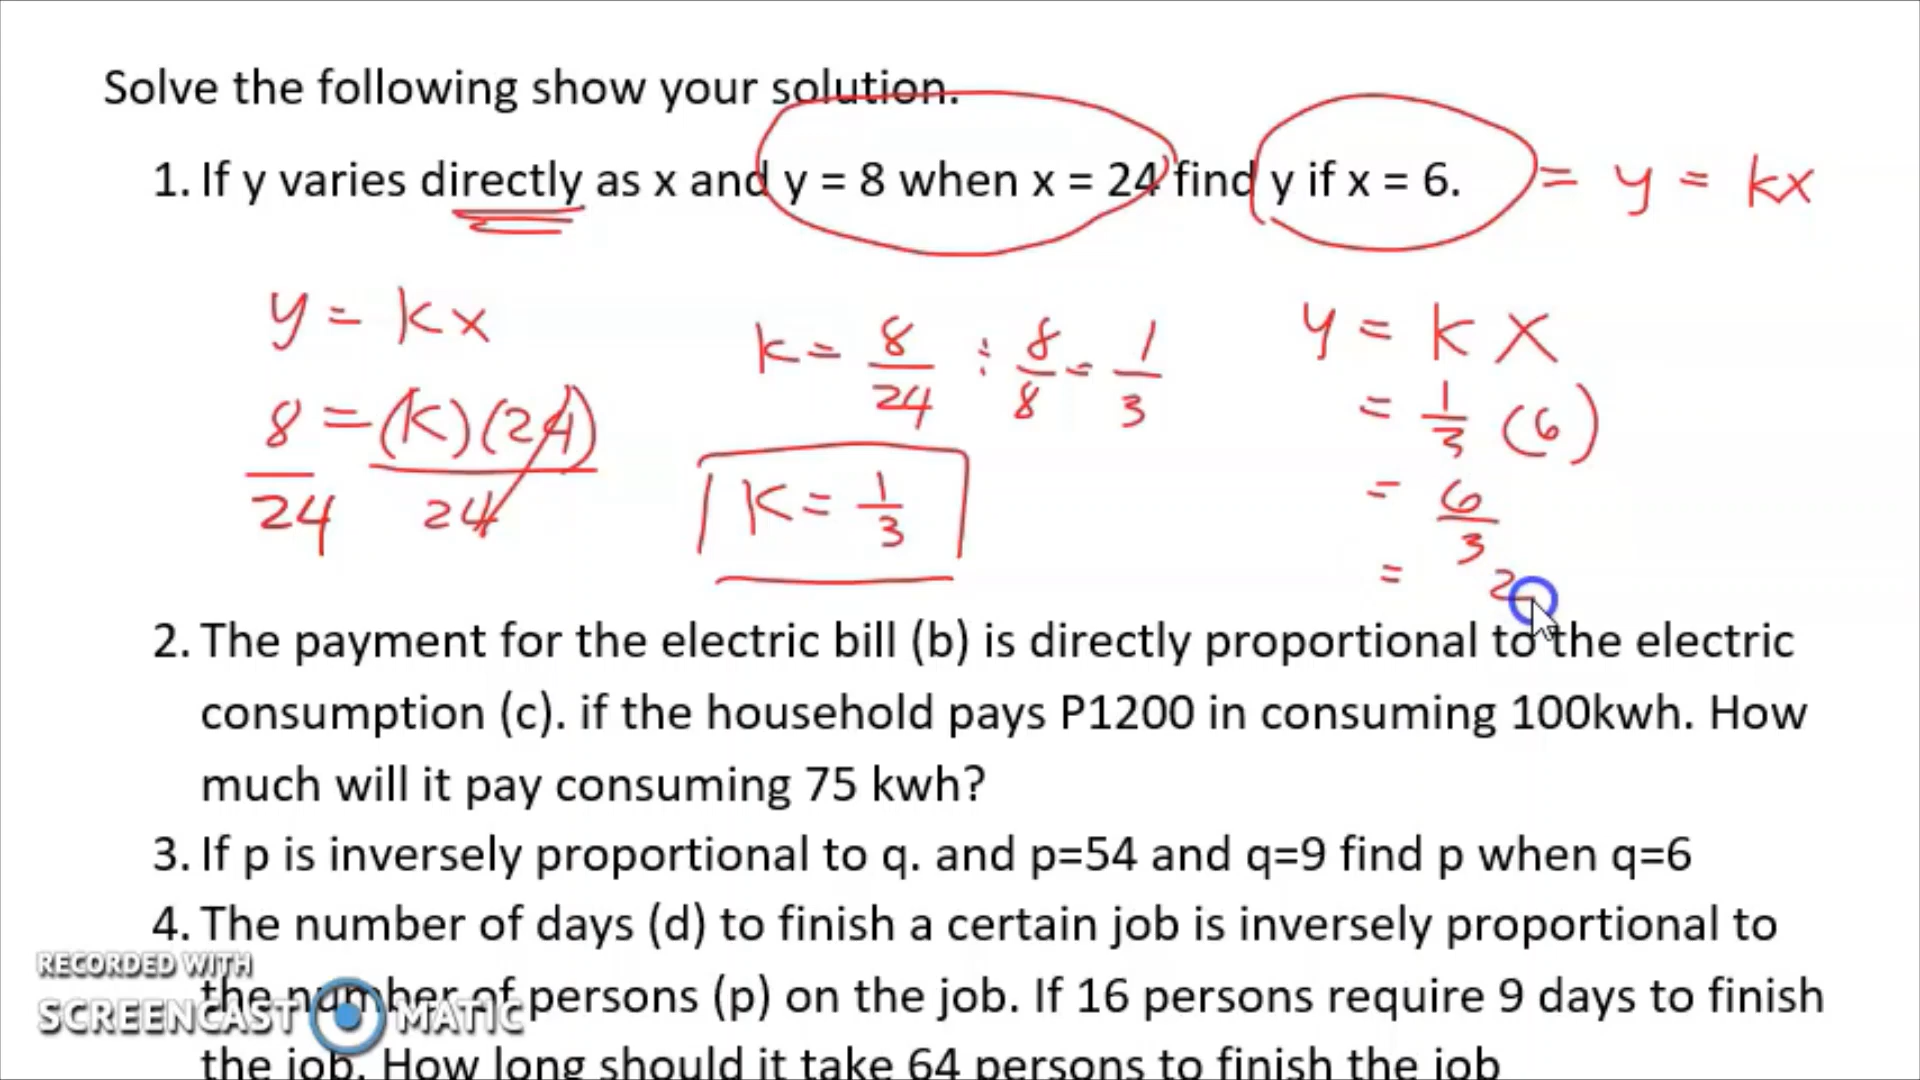 Solve the following show your solution.
1. If y varies directly as x and y = 8 when x = 24 find y if x = 6. = y = kx
y = kx
8 = (k)(24)
24 24
k = 8/24 ÷ 8/8 = 1/3
k = 1/3
y = k x
= 1/3 (6)
= 6/3
= 2
2. The payment for the electric bill (b) is directly proportional to the electric
consumption (c). if the household pays P1200 in consuming 100kwh. How
much will it pay consuming 75 kwh?
3. If p is inversely proportional to q. and p=54 and q=9 find p when q=6
4. The number of days (d) to finish a certain job is inversely proportional to
the number of persons (p) on the job. If 16 persons require 9 days to finish
the job. How long should it take 64 persons to finish the job
RECORDED WITH
SCREENCAST MATIC